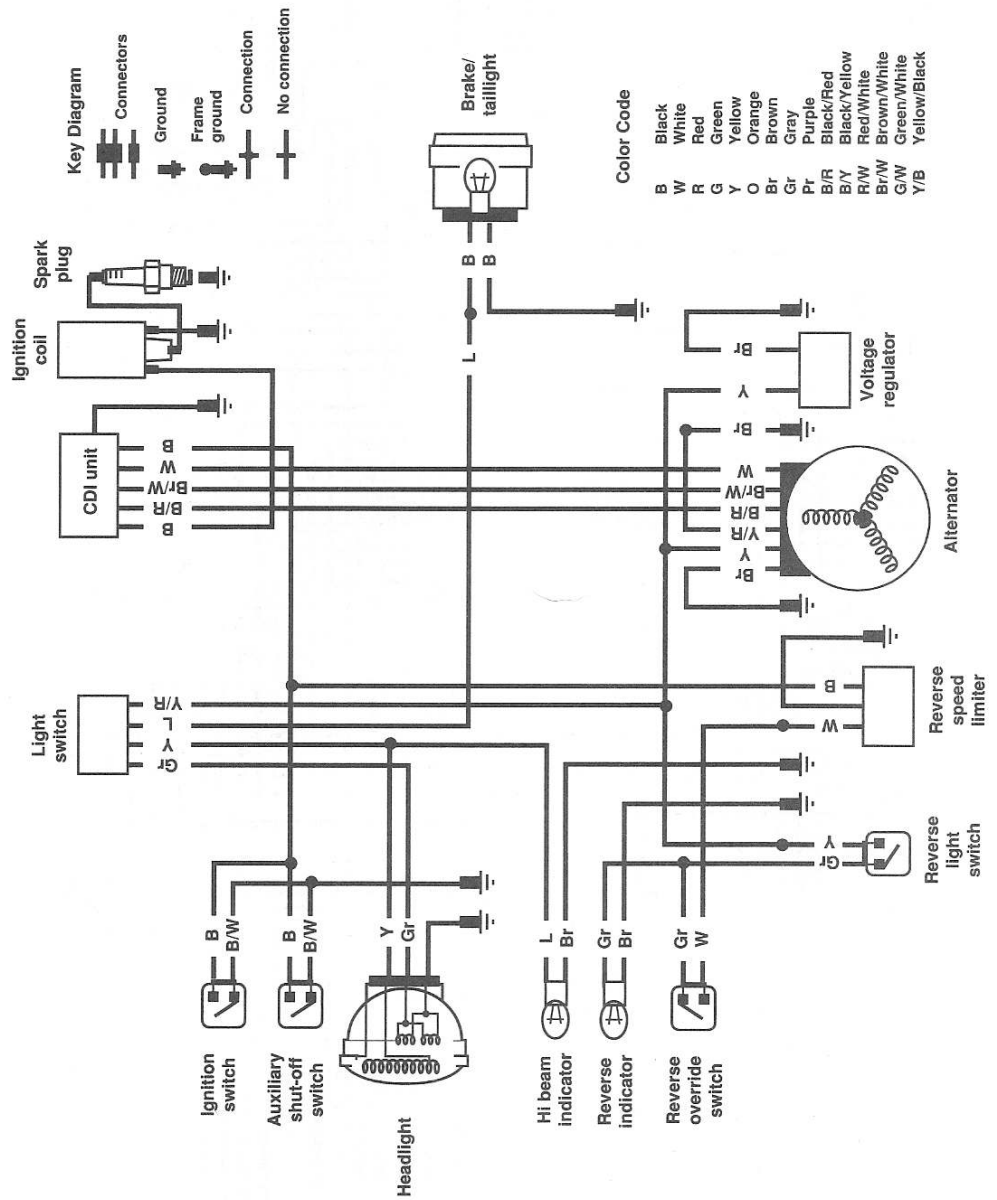 Key Diagram
Connectors
Ground
Frame
ground
Connection
No connection
Brake/
taillight
Color Code
B Black
W White
R Red
G Green
Y Yellow
O Orange
Br Brown
Gr Gray
Pr Purple
B/R Black/Red
B/Y Black/Yellow
R/W Red/White
Br/W Brown/White
G/W Green/White
Y/B Yellow/Black
Spark
plug
Ignition
coil
CDI unit
B
W
Br/W
B/R
B
B
B
L
Light
switch
Y/R
L
Y
Gr
Br
Y
Voltage
regulator
Br
W
Br/W
B/R
Y/R
Y
Br
Alternator
B
W
Reverse
speed
limiter
Y
Gr
Reverse
light
switch
B
B/W
Ignition
switch
B
B/W
Auxiliary
shut-off
switch
Y
Gr
Headlight
L
Br
Hi beam
indicator
Gr
Br
Reverse
indicator
Gr
W
Reverse
override
switch